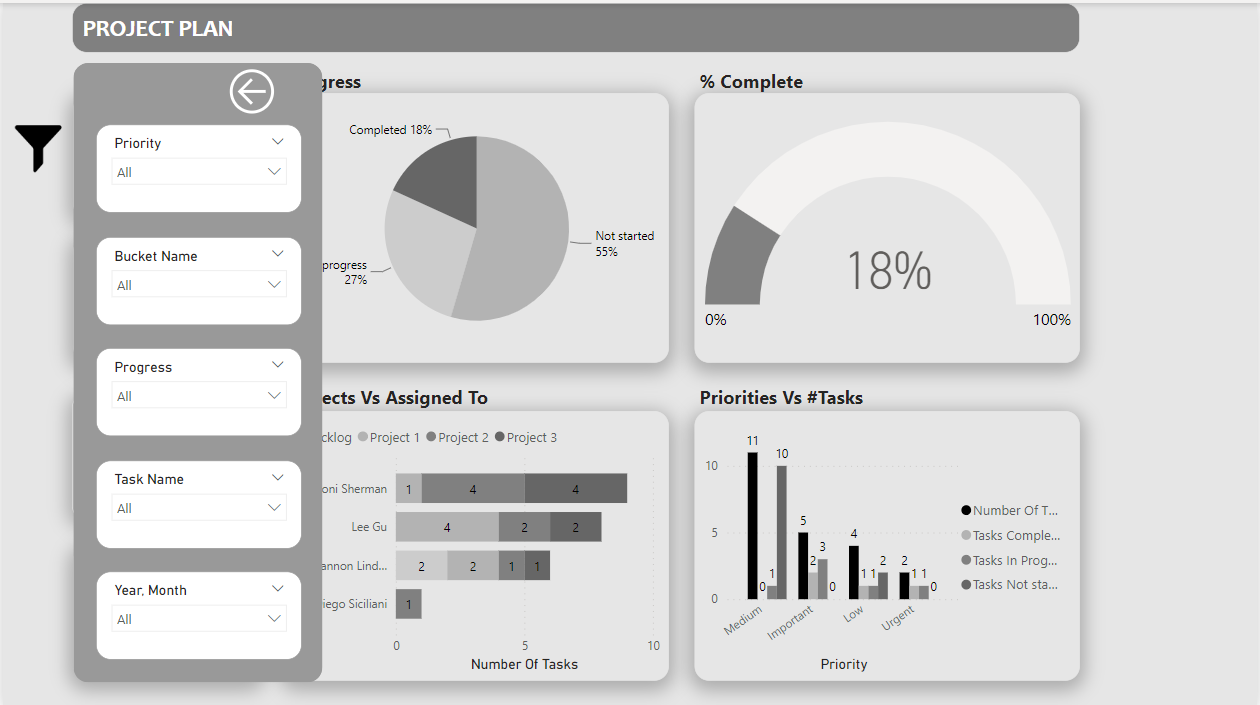 PROJECT PLAN
gress
% Complete
Priority
All
Bucket Name
All
Progress
All
Task Name
All
Year, Month
All
Completed 18%
Not started
55%
progress
27%
18%
0%
100%
ects Vs Assigned To
cklog Project 1 Project 2 Project 3
oni Sherman
1 4 4
Lee Gu
4 2 2
annon Lind...
2 2 1 1
iego Siciliani
1
0 5 10
Number Of Tasks
Priorities Vs #Tasks
10
5
0
11 0 1 10
5 2 3 0
4 1 1 2
2 1 1 0
Medium
Important
Low
Urgent
Priority
Number Of T...
Tasks Comple...
Tasks In Prog...
Tasks Not sta...